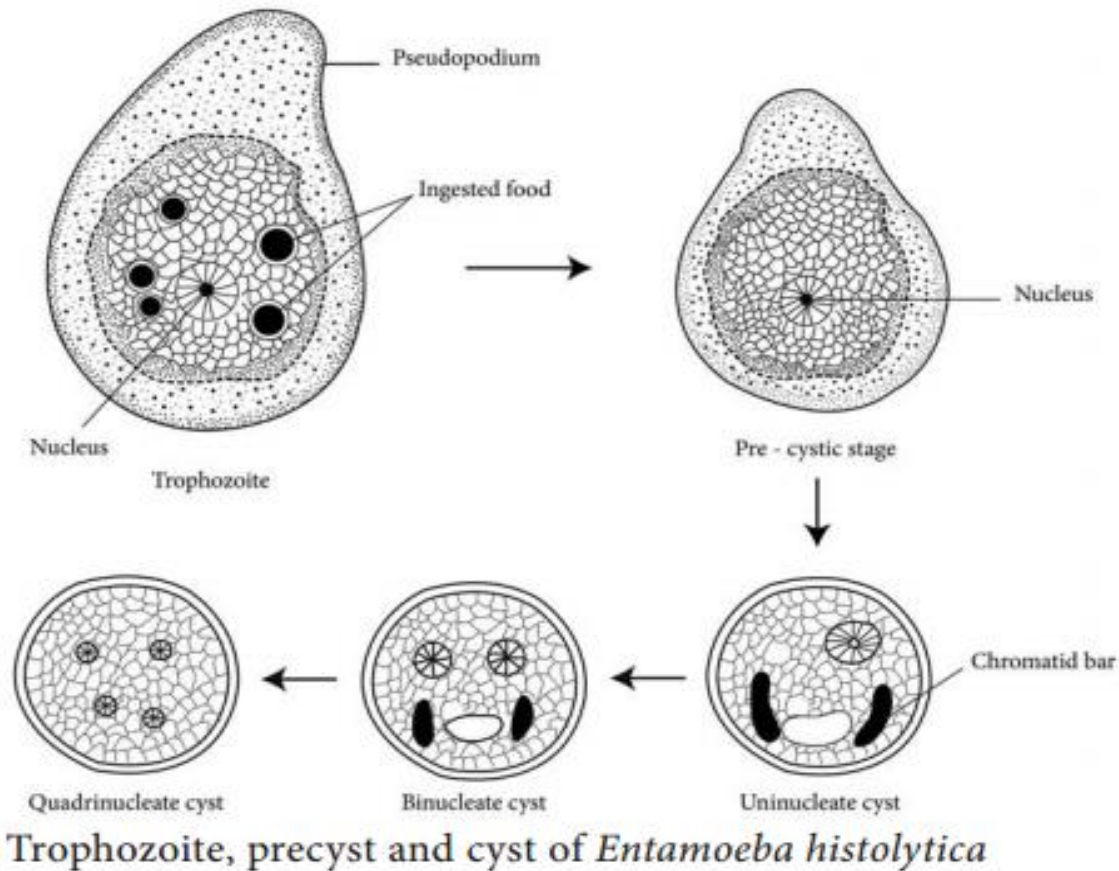 Pseudopodium
Ingested food
Nucleus
Nucleus
Trophozoite
Pre - cystic stage
Chromatid bar
Quadrinucleate cyst
Binucleate cyst
Uninucleate cyst
Trophozoite, precyst and cyst of Entamoeba histolytica